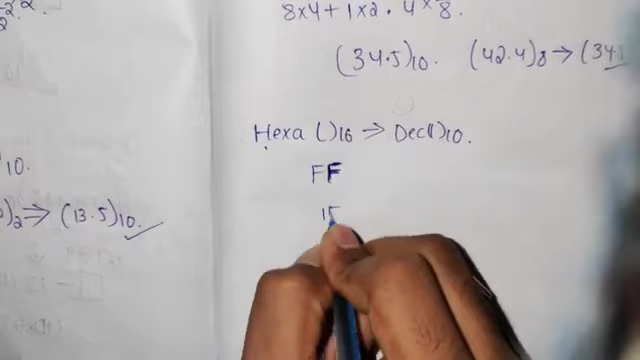 8x4+1x2.4x8.
(34.5)10. (42.4)8→(34.
Hexa ()16 ⇒ Dec()10.
FF
10.
)2⇒(13.5)10.
15